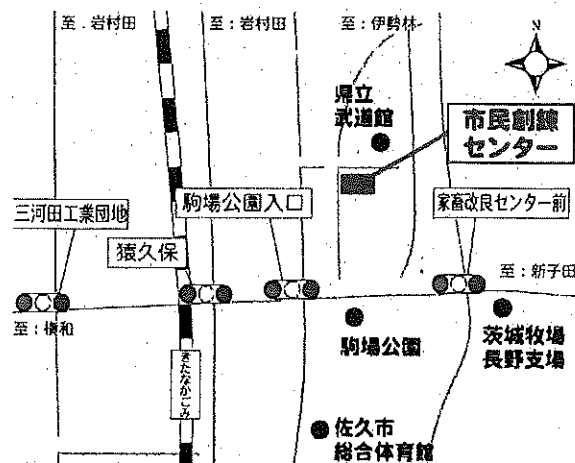 至：岩村田
至：岩村田
至：伊勢林
N
県立
武道館
市民創錬
センター
三河田工業団地
駒場公園入口
家畜改良センター前
猿久保
至：新子田
至：横和
駒場公園
茨城牧場
長野支場
きたなかごみ
佐久市
総合体育館